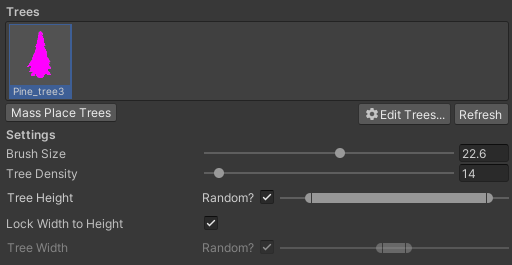 Trees
Pine_tree3
Mass Place Trees
Edit Trees...
Refresh
Settings
Brush Size
22.6
Tree Density
14
Tree Height
Random?
Lock Width to Height
Tree Width
Random?